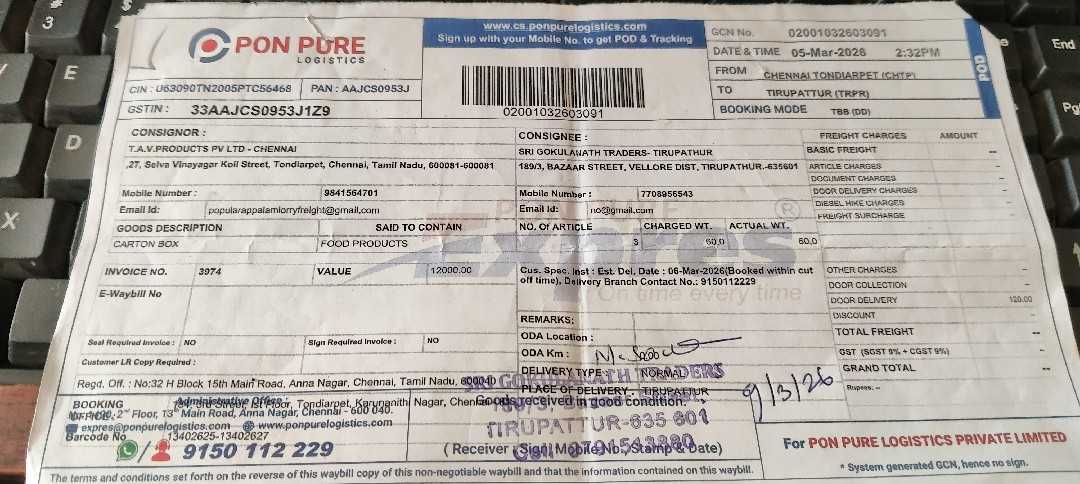 PON PURE
LOGISTICS
CIN : U63090TN2005PTC56468 PAN : AAJCS0953J
GSTIN : 33AAJCS0953J1Z9
www.cs.ponpurelogistics.com
Sign up with your Mobile No. to get POD & Tracking
02001032603091
GCN No. 02001032603091
DATE & TIME 05-Mar-2026 2:32PM
FROM CHENNAI TONDIARPET (CHTP)
TO TIRUPATTUR (TRPR)
BOOKING MODE TBB (DD)
POD
CONSIGNOR :
T.A.V.PRODUCTS PV LTD - CHENNAI
,27, Selva Vinayagar Koil Street, Tondiarpet, Chennai, Tamil Nadu, 600081-600081
Mobile Number : 9841564701
Email Id: popularappalamlorryfreight@gmail.com
CONSIGNEE :
SRI GOKULANATH TRADERS- TIRUPATHUR
189/3, BAZAAR STREET, VELLORE DIST, TIRUPATHUR.-635601
Mobile Number : 7708956543
Email Id: no@gmail.com
FREIGHT CHARGES AMOUNT
BASIC FREIGHT --
ARTICLE CHARGES --
DOCUMENT CHARGES --
DOOR DELIVERY CHARGES --
DIESEL HIKE CHARGES --
FREIGHT SURCHARGE --
GOODS DESCRIPTION SAID TO CONTAIN NO. Of ARTICLE CHARGED WT. ACTUAL WT.
CARTON BOX FOOD PRODUCTS 3 60.0 60.0
Expres
On time every time
INVOICE NO. 3974 VALUE 12000.00
E-Waybill No
Cus. Spec. Inst : Est. Del. Date : 06-Mar-2026(Booked within cut
off time), Delivery Branch Contact No.: 9150112229
OTHER CHARGES --
DOOR COLLECTION --
DOOR DELIVERY 120.00
DISCOUNT --
TOTAL FREIGHT --
GST (SGST 9% + CGST 9%) --
GRAND TOTAL --
Rupees: --
REMARKS:
ODA Location :
ODA Km :
DELIVERY TYPE : NORMAL
PLACE OF DELIVERY : TIRUPATTUR
Goods received in good Condition.
9/3/26
Seal Required Invoice : NO Sign Required Invoice : NO
Customer LR Copy Required :
Regd. Off. : No:32 H Block 15th Main Road, Anna Nagar, Chennai, Tamil Nadu, 600040
BOOKING
OFFICE : Administrative Office :
Tondiarpet, Karunanith Nagar, Chennai
2nd Floor, 13th Main Road, Anna Nagar, Chennai - 600 040.
expres@ponpurelogistics.com www.ponpurelogistics.com
Barcode No 13402625-13402627
9150 112 229
SRI GOKULANATH TRADERS
TIRUPATTUR-635 601
( Receiver : Sign, Mobile No., Stamp & Date)
For PON PURE LOGISTICS PRIVATE LIMITED
* System generated GCN, hence no sign.
The terms and conditions set forth on the reverse of this waybill copy of this non-negotiable waybill and that the information contained on this waybill.